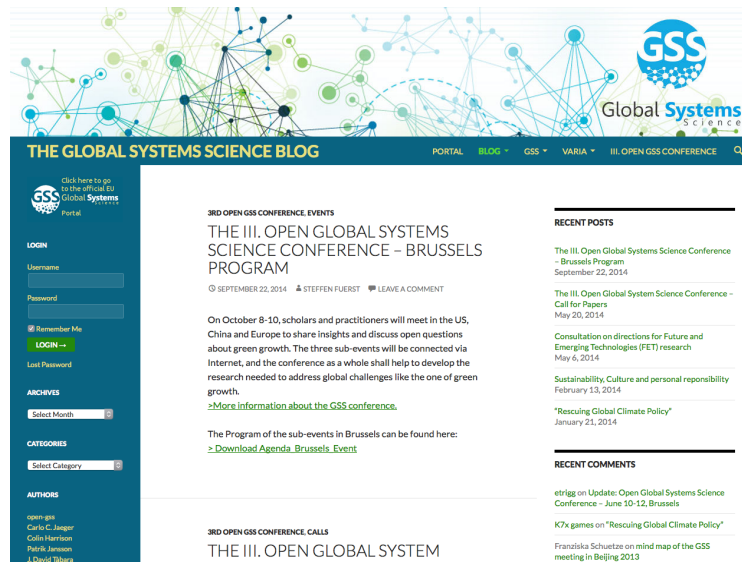 GSS
Global Systems
Science
THE GLOBAL SYSTEMS SCIENCE BLOG
PORTAL BLOG GSS VARIA III. OPEN GSS CONFERENCE
Click here to go
to the official EU
GSS Global Systems
Science
Portal
LOGIN
Username
Password
Remember Me
LOGIN→
Lost Password
ARCHIVES
Select Month
CATEGORIES
Select Category
AUTHORS
open-gss
Carlo C. Jaeger
Colin Harrison
Patrik Jansson
J. David Tàbara
3RD OPEN GSS CONFERENCE, EVENTS
THE III. OPEN GLOBAL SYSTEMS
SCIENCE CONFERENCE – BRUSSELS
PROGRAM
SEPTEMBER 22, 2014 STEFFEN FUERST LEAVE A COMMENT
On October 8-10, scholars and practitioners will meet in the US,
China and Europe to share insights and discuss open questions
about green growth. The three sub-events will be connected via
Internet, and the conference as a whole shall help to develop the
research needed to address global challenges like the one of green
growth.
>More information about the GSS conference.
The Program of the sub-events in Brussels can be found here:
> Download Agenda_Brussels_Event
3RD OPEN GSS CONFERENCE, CALLS
THE III. OPEN GLOBAL SYSTEM
RECENT POSTS
The III. Open Global Systems Science Conference
– Brussels Program
September 22, 2014
The III. Open Global System Science Conference –
Call for Papers
May 20, 2014
Consultation on directions for Future and
Emerging Technologies (FET) research
May 6, 2014
Sustainability, Culture and personal reponsibility
February 13, 2014
“Rescuing Global Climate Policy”
January 21, 2014
RECENT COMMENTS
etrigg on Update: Open Global Systems Science
Conference – June 10-12, Brussels
K7x games on “Rescuing Global Climate Policy”
Franziska Schuetze on mind map of the GSS
meeting in Beijing 2013